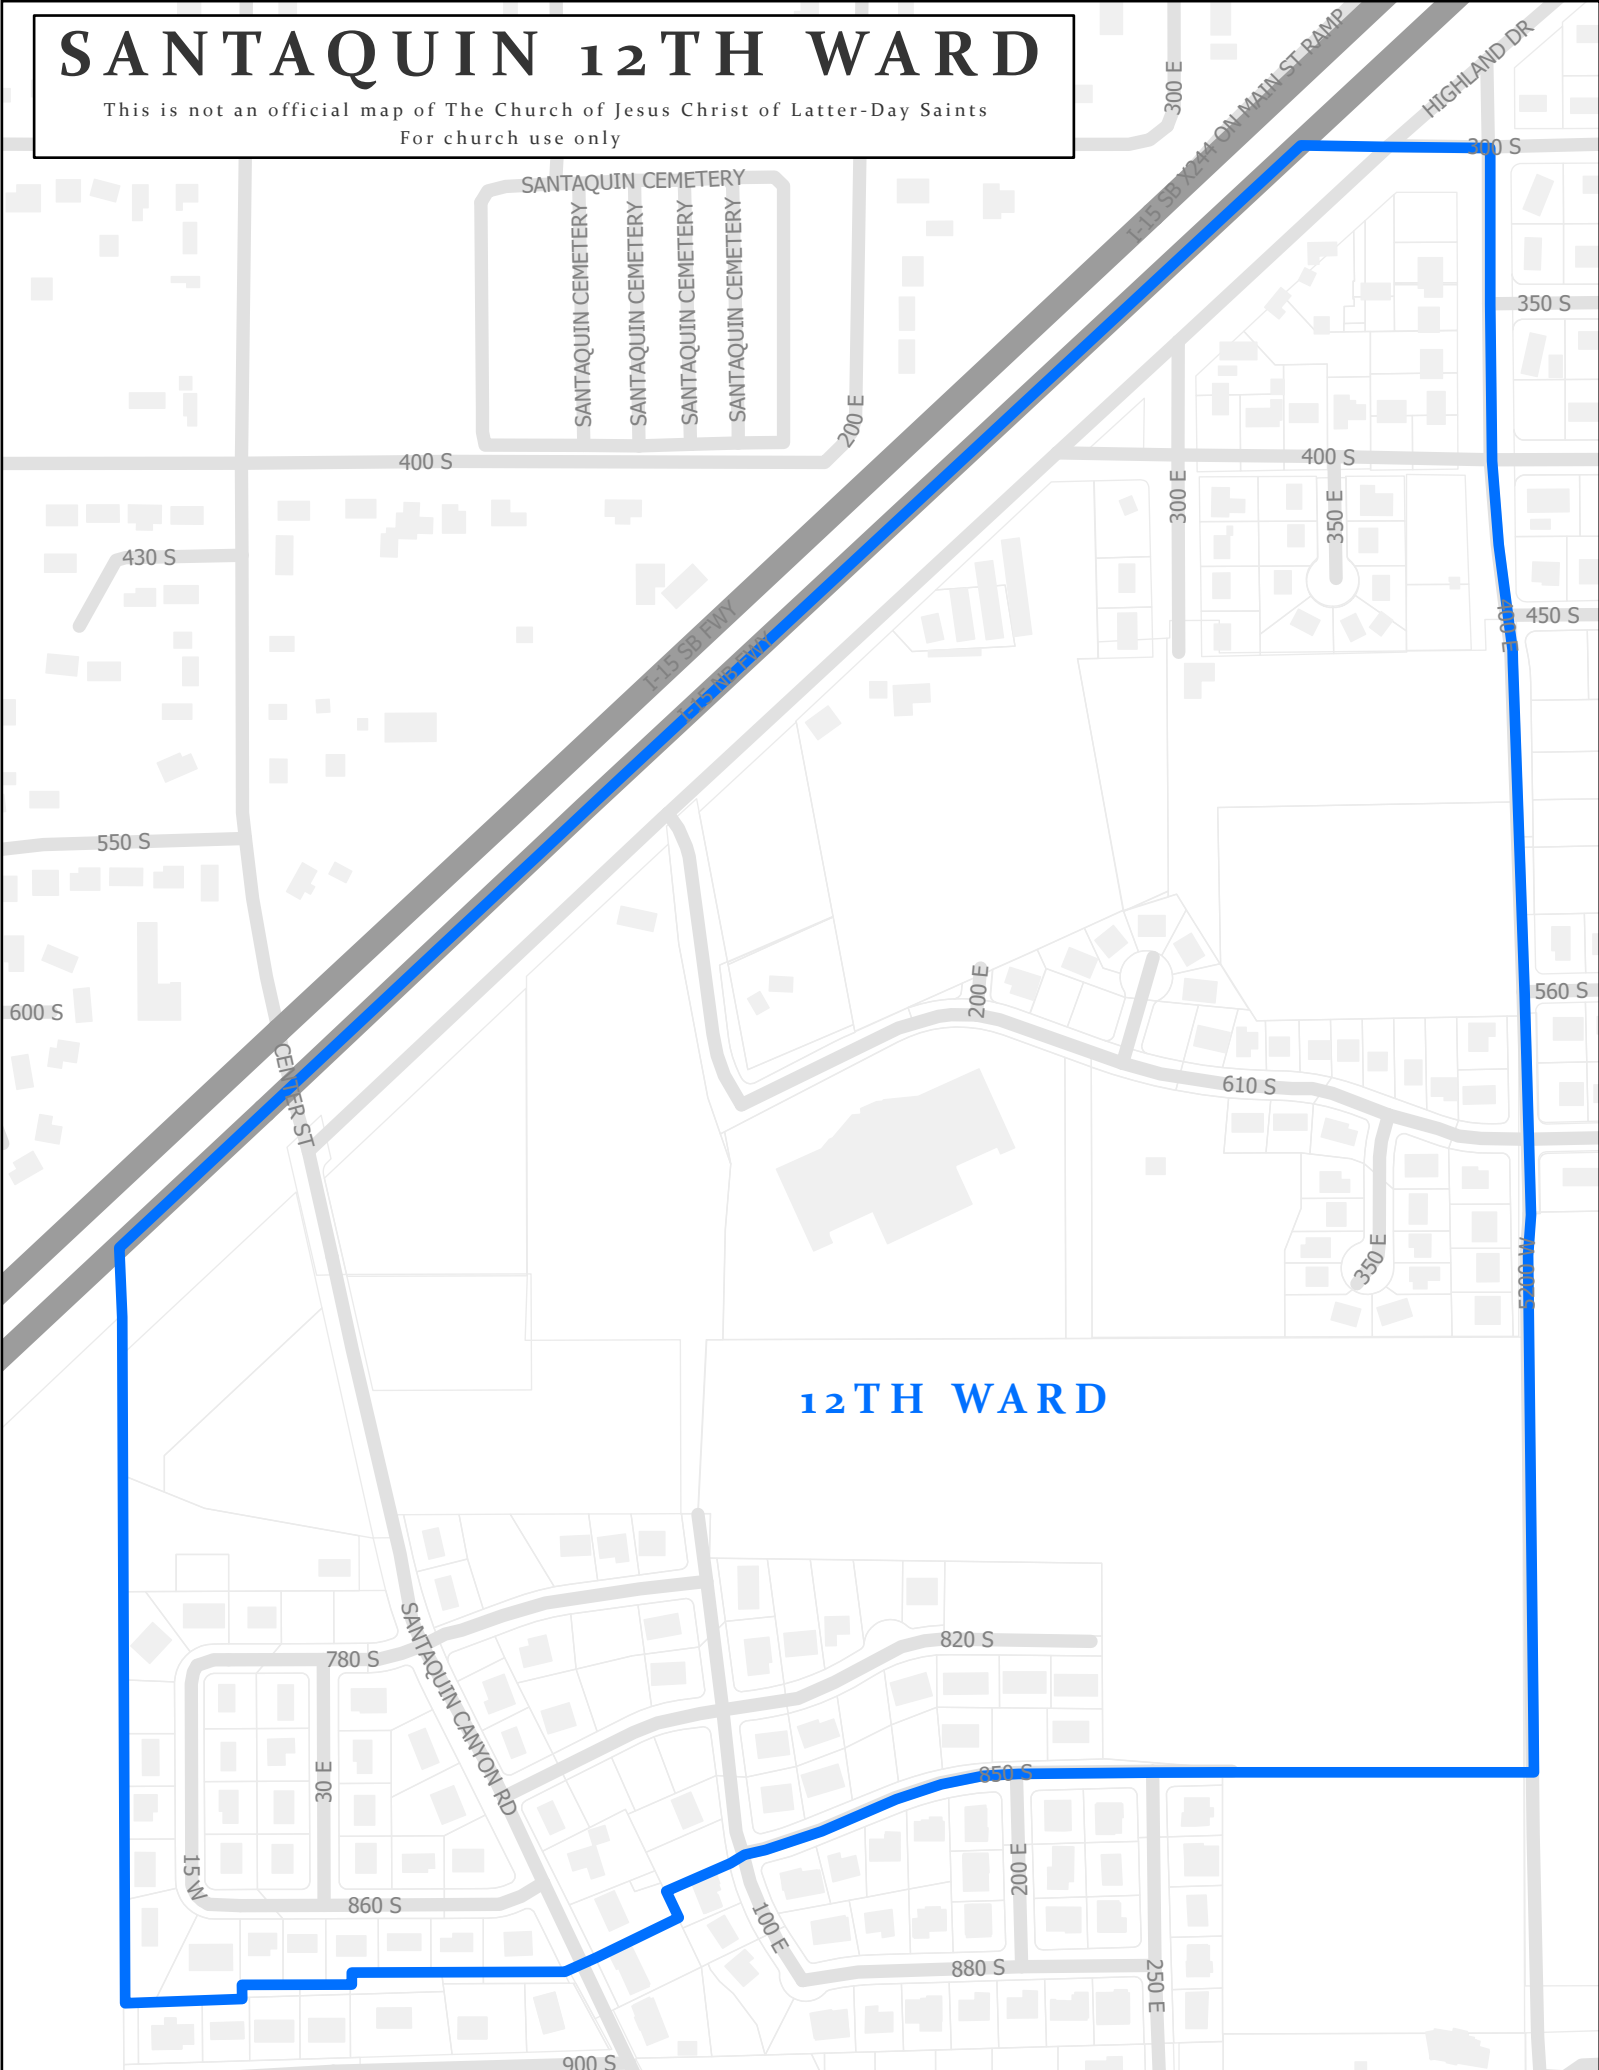 SANTAQUIN 12TH WARD
This is not an official map of The Church of Jesus Christ of Latter-Day Saints
For church use only
300 E
I-15 SB X244 ON MAIN ST RAMP
HIGHLAND DR
300 S
SANTAQUIN CEMETERY
SANTAQUIN CEMETERY
SANTAQUIN CEMETERY
SANTAQUIN CEMETERY
SANTAQUIN CEMETERY
350 S
200 E
400 S
400 S
300 E
350 E
430 S
400 E
450 S
I-15 SB FWY
I-15 NB FWY
550 S
200 E
560 S
600 S
CENTER ST
610 S
350 E
5200 W
12TH WARD
SANTAQUIN CANYON RD
820 S
780 S
30 E
850 S
15 W
200 E
860 S
100 E
880 S
250 E
900 S